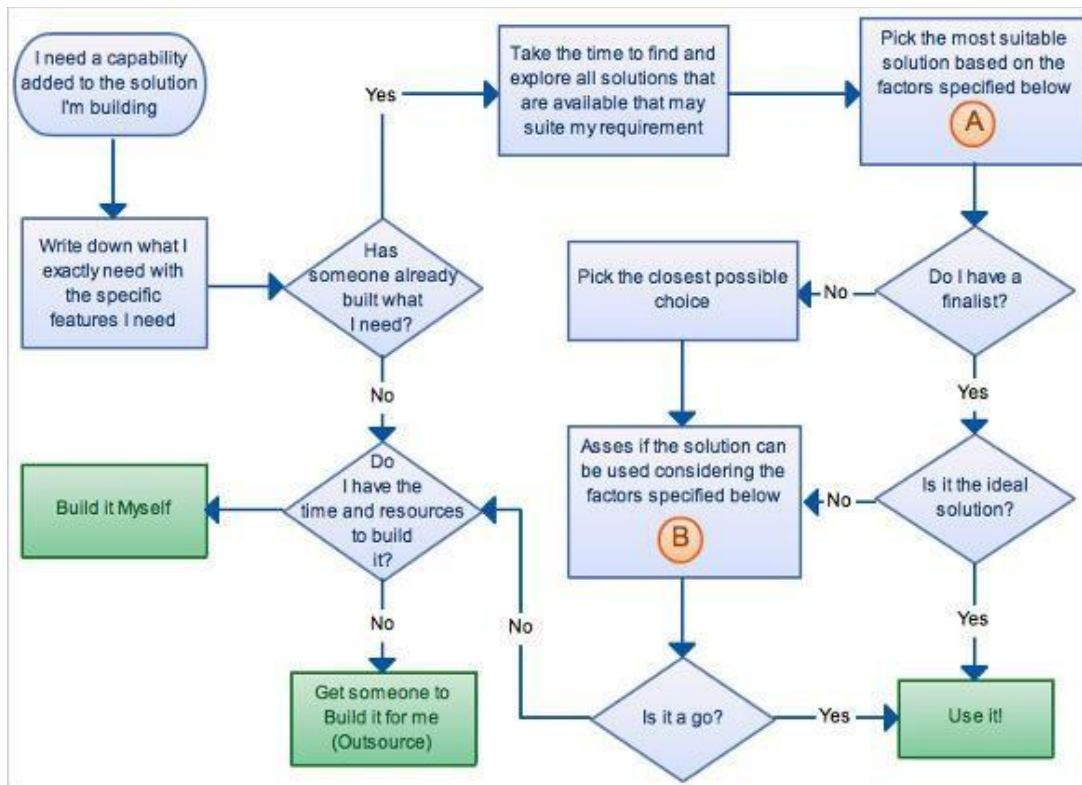 I need a capability
added to the solution
I'm building
Write down what I
exactly need with
the specific
features I need
Has
someone already
built what
I need?
Yes
Take the time to find and
explore all solutions that
are available that may
suite my requirement
Pick the most suitable
solution based on the
factors specified below
A
Do I have a
finalist?
No
Pick the closest possible
choice
Yes
Is it the ideal
solution?
No
Asses if the solution can
be used considering the
factors specified below
B
Yes
Is it a go?
Yes
Use it!
No
No
Do
I have the
time and resources
to build
it?
Build it Myself
No
Get someone to
Build it for me
(Outsource)